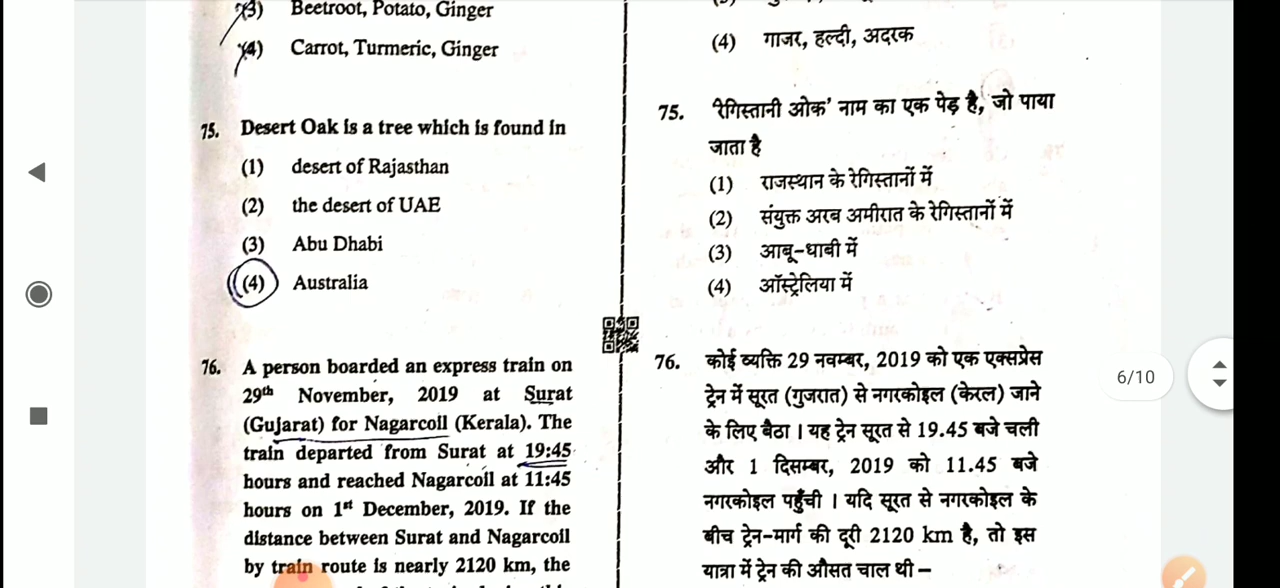 (3) Beetroot, Potato, Ginger
(4) Carrot, Turmeric, Ginger
75. Desert Oak is a tree which is found in
(1) desert of Rajasthan
(2) the desert of UAE
(3) Abu Dhabi
(4) Australia
76. A person boarded an express train on
29th November, 2019 at Surat
(Gujarat) for Nagarcoil (Kerala). The
train departed from Surat at 19:45
hours and reached Nagarcoil at 11:45
hours on 1st December, 2019. If the
distance between Surat and Nagarcoil
by train route is nearly 2120 km, the
(4) गाजर, हल्दी, अदरक
75. 'रेगिस्तानी ओक' नाम का एक पेड़ है, जो पाया
जाता है
(1) राजस्थान के रेगिस्तानों में
(2) संयुक्त अरब अमीरात के रेगिस्तानों में
(3) आबू-धाबी में
(4) ऑस्ट्रेलिया में
76. कोई व्यक्ति 29 नवम्बर, 2019 को एक एक्सप्रेस
ट्रेन में सूरत (गुजरात) से नगरकोइल (केरल) जाने
के लिए बैठा । यह ट्रेन सूरत से 19.45 बजे चली
और 1 दिसम्बर, 2019 को 11.45 बजे
नगरकोइल पहुँची । यदि सूरत से नगरकोइल के
बीच ट्रेन-मार्ग की दूरी 2120 km है, तो इस
यात्रा में ट्रेन की औसत चाल थी –
6/10